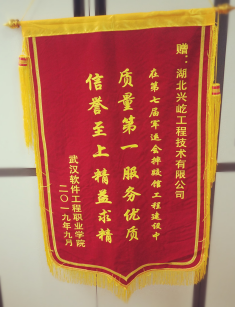 赠：湖北兴屹工程技术有限公司
在第七届军运会摔跤馆工程建设中
质量第一服务优质
信誉至上精益求精
武汉软件工程职业学院
二〇一九年九月